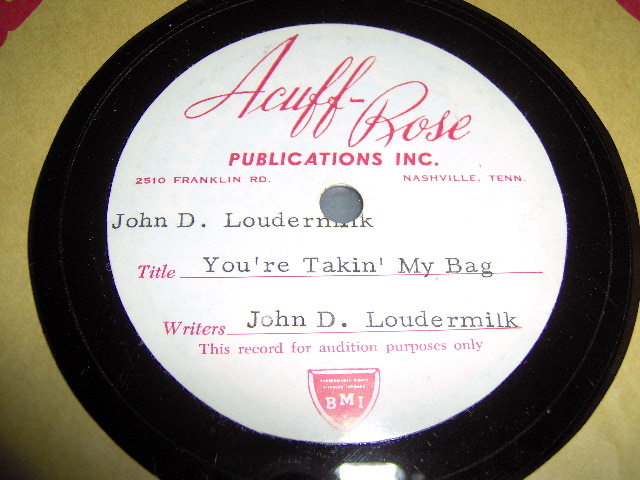 Acuff-Rose
PUBLICATIONS INC.
2510 FRANKLIN RD. NASHVILLE, TENN.
John D. Loudermilk
Title You're Takin' My Bag
Writers John D. Loudermilk
This record for audition purposes only
BMI